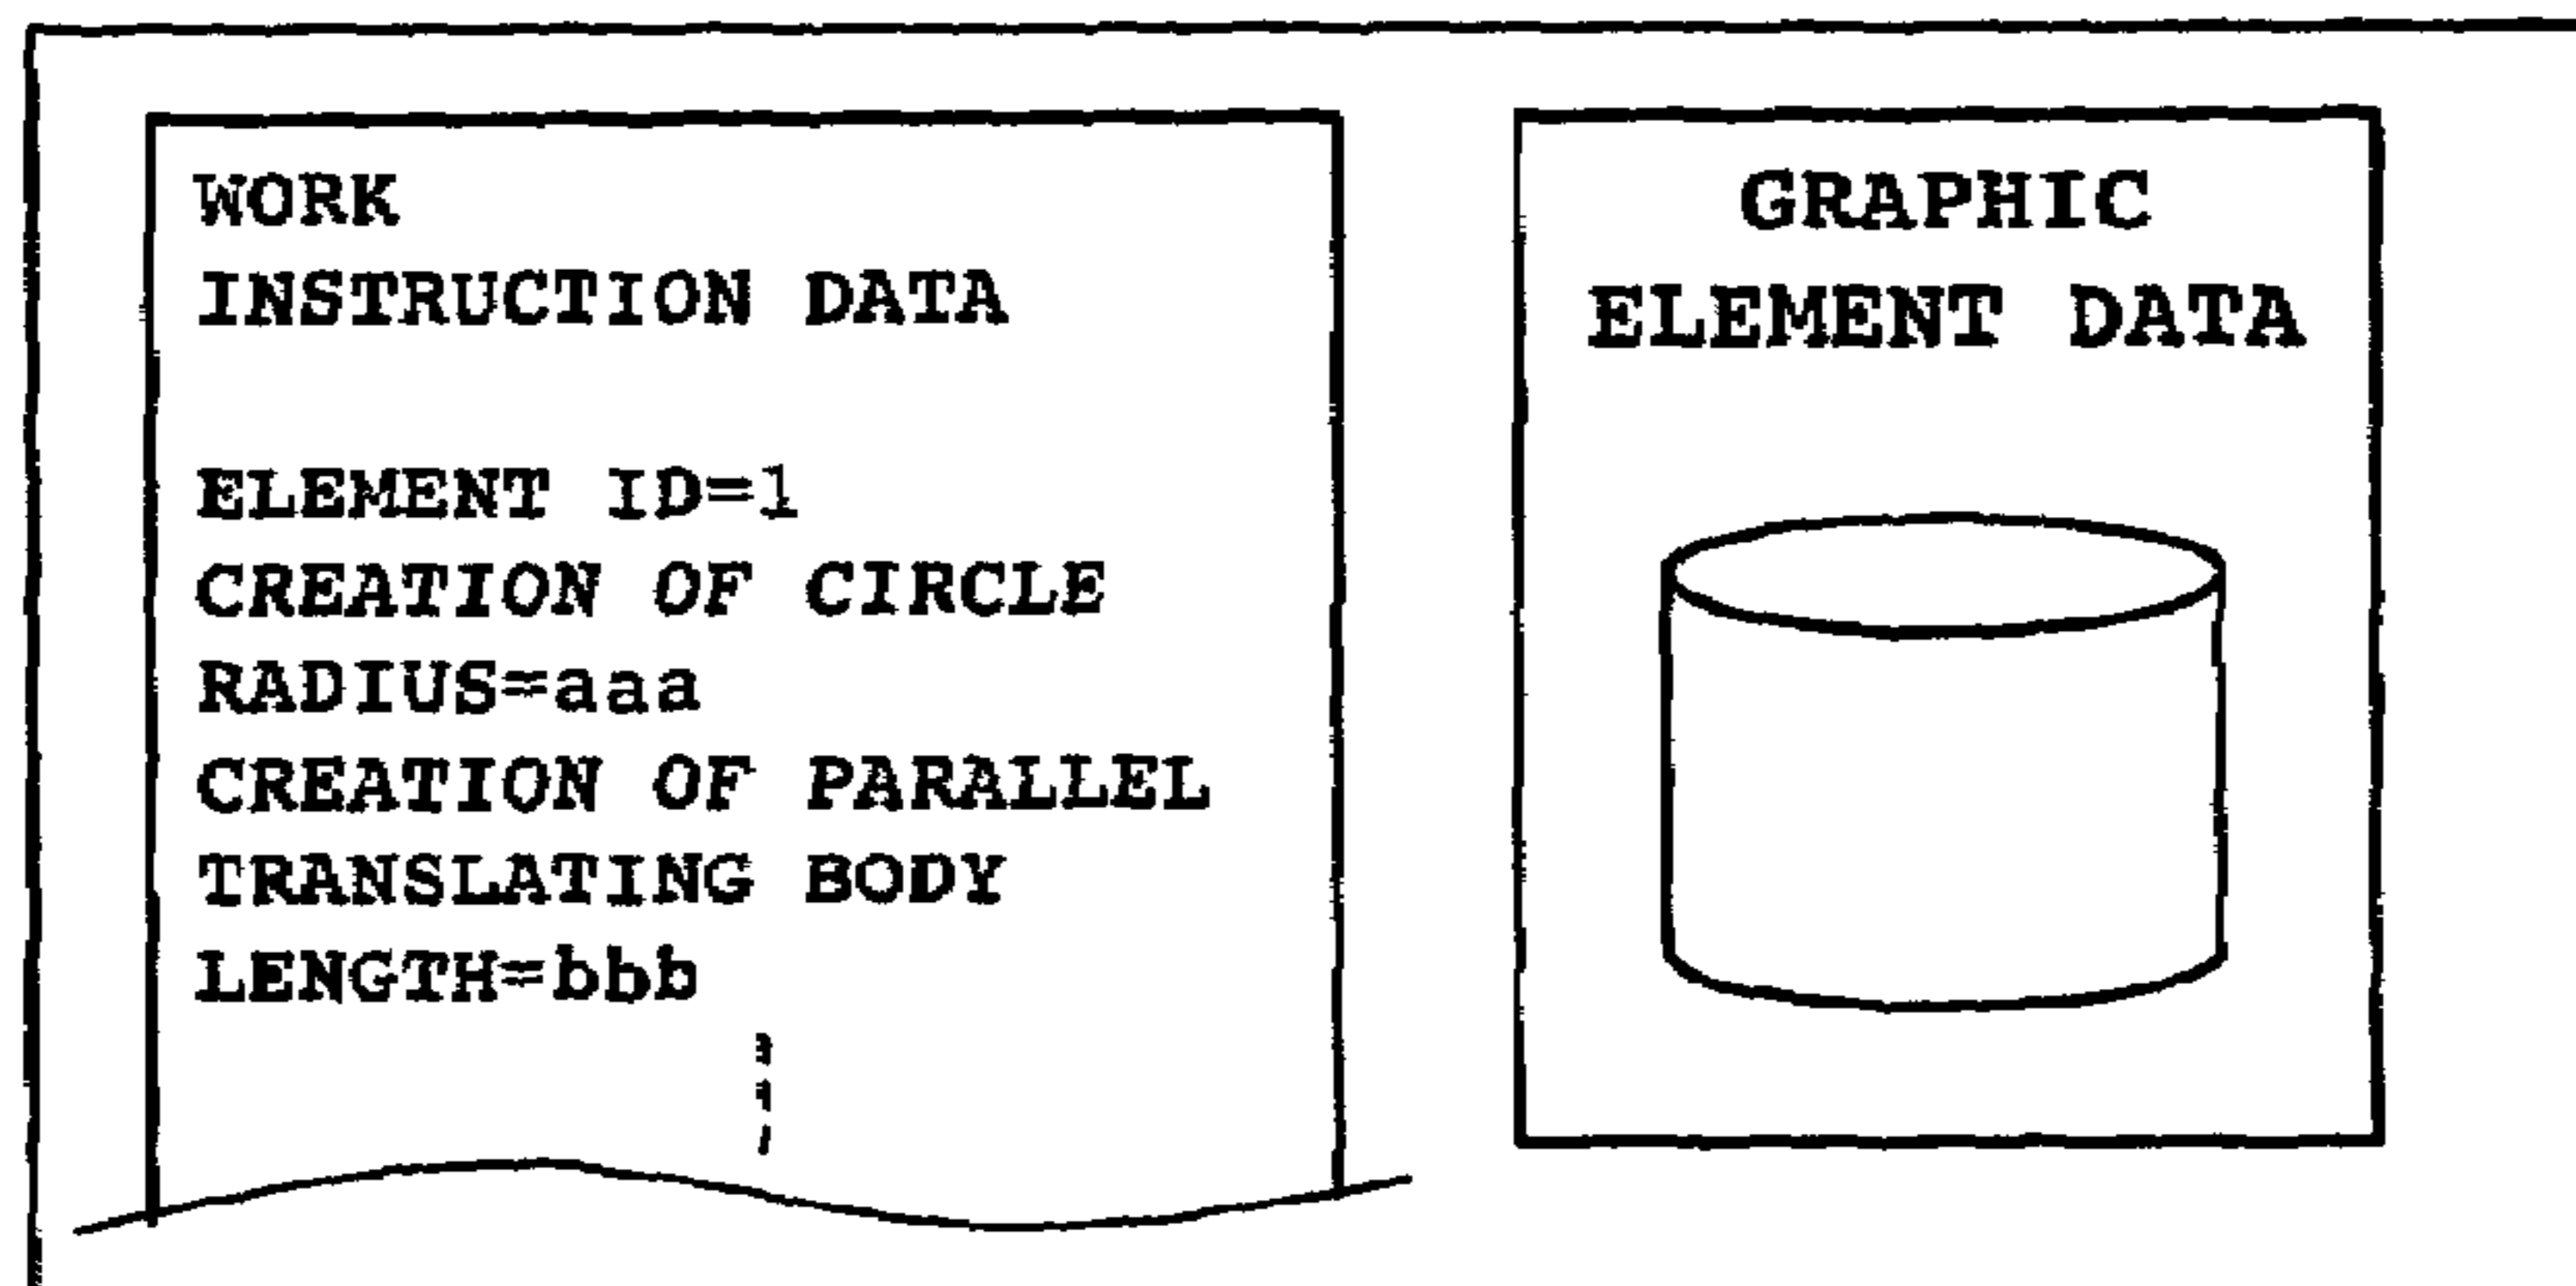 WORK
INSTRUCTION DATA
ELEMENT ID=1
CREATION OF CIRCLE
RADIUS=aaa
CREATION OF PARALLEL
TRANSLATING BODY
LENGTH=bbb
GRAPHIC
ELEMENT DATA